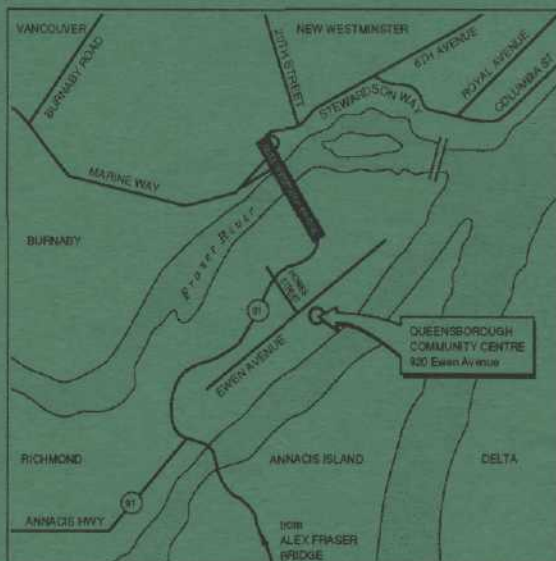 VANCOUVER
NEW WESTMINSTER
BURNABY ROAD
20TH STREET
6TH AVENUE
ROYAL AVENUE
COLUMBIA ST
STEWARDSON WAY
MARINE WAY
Fraser River
BURNABY
91
EWEN AVENUE
QUEENSBOROUGH
COMMUNITY CENTRE
920 Ewen Avenue
RICHMOND
ANNACIS ISLAND
DELTA
91
ANNACIS HWY
from
ALEX FRASER
BRIDGE